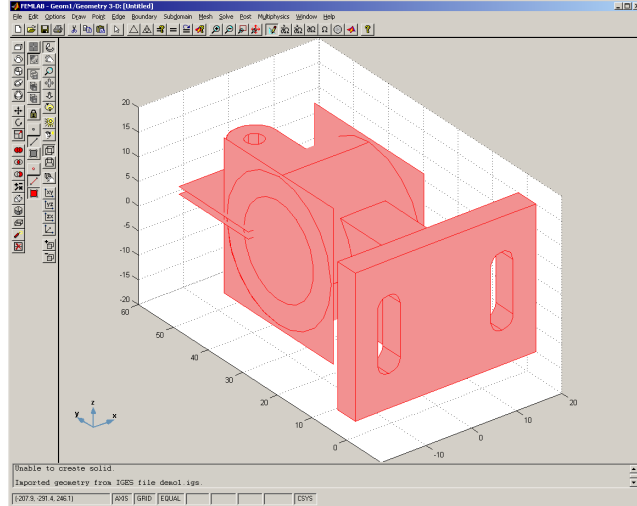 FEMLAB - Geom1/Geometry 3-D: [Untitled]
File Edit Options Draw Point Edge Boundary Subdomain Mesh Solve Post Multiphysics Window Help
20
15
10
5
0
-5
-10
-15
-20
60
50
40
30
20
10
0
-10
0
10
20
z
y
x
Unable to create solid.
Imported geometry from IGES file demo1.igs.
(-207.9, -291.4, 246.1) AXIS GRID EQUAL CSYS